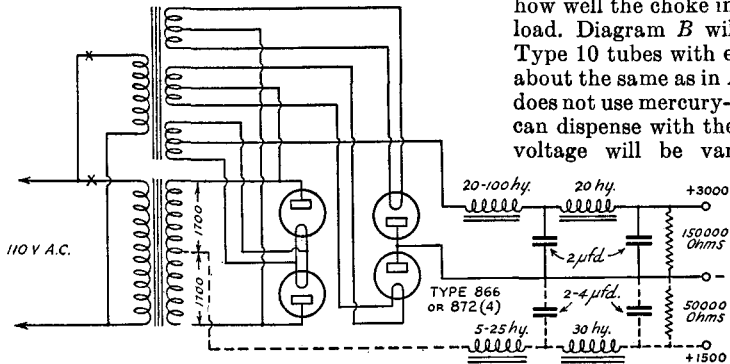 how well the choke in
load. Diagram B wil
Type 10 tubes with e
about the same as in
does not use mercury-
can dispense with the
voltage will be var
110 V A.C.
1700
1700
TYPE 866
OR 872 (4)
20-100 hy.
20 hy.
+3000
2 µfd.
150000
Ohms
-
2-4 µfd.
50000
Ohms
5-25 hy.
30 hy.
+1500